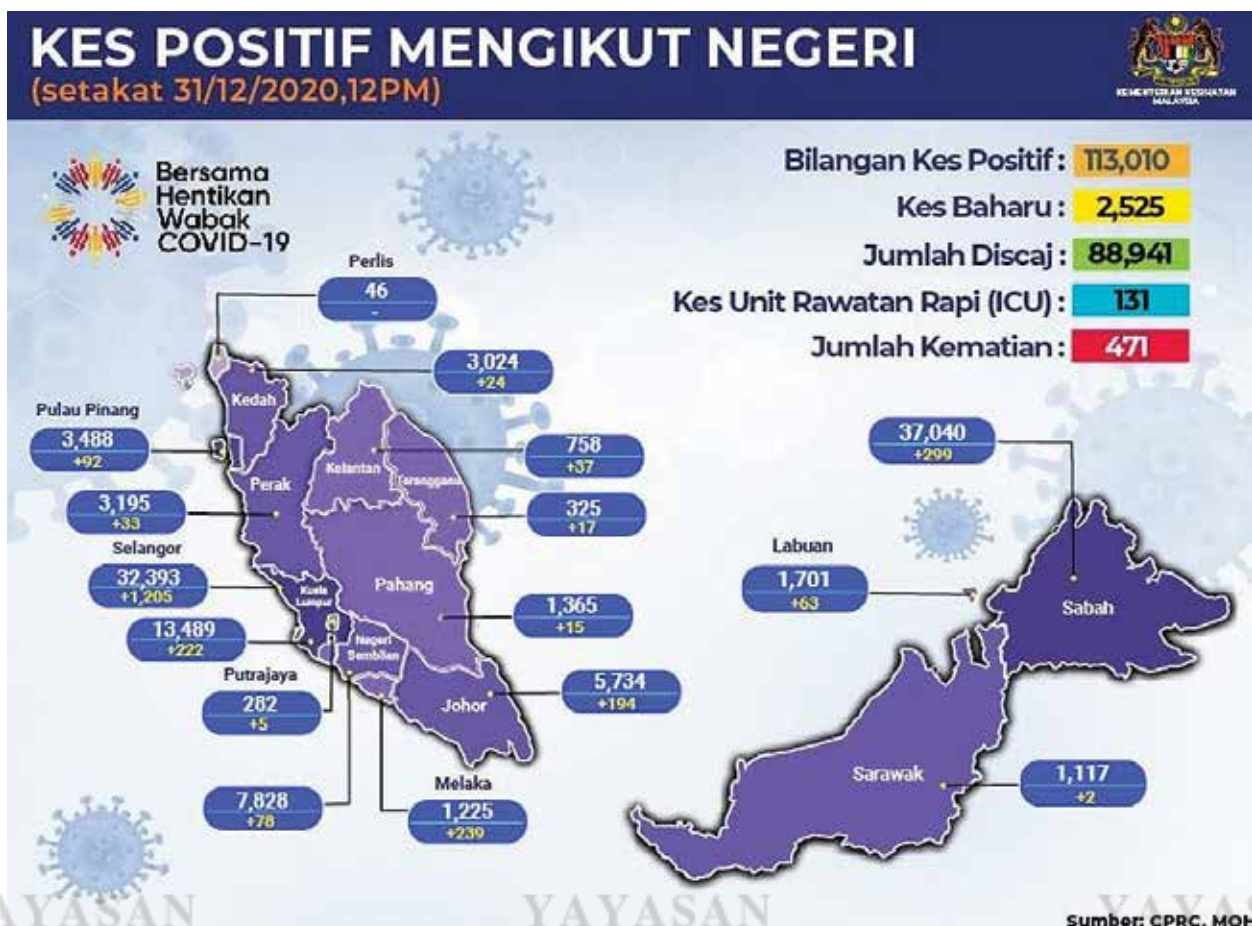 KES POSITIF MENGIKUT NEGERI
(setakat 31/12/2020,12PM)
KEMENTERIAN KESIHATAN
MALAYSIA
Bersama
Hentikan
Wabak
COVID-19
Bilangan Kes Positif : 113,010
Kes Baharu : 2,525
Jumlah Discaj : 88,941
Kes Unit Rawatan Rapi (ICU) : 131
Jumlah Kematian : 471
Perlis
46
-
3,024
+24
Kedah
Pulau Pinang
3,488
+92
758
+37
Kelantan
Terengganu
Perak
3,195
+33
325
+17
Selangor
32,393
+1,205
Kuala
Lumpur
Pahang
1,365
+15
13,489
+222
Negeri
Sembilan
Putrajaya
282
+5
Johor
5,734
+194
7,828
+78
Melaka
1,225
+239
37,040
+299
Labuan
1,701
+63
Sabah
Sarawak
1,117
+2
YAYASAN
YAYASAN
YAYAS
Sumber: CPRC, MOH